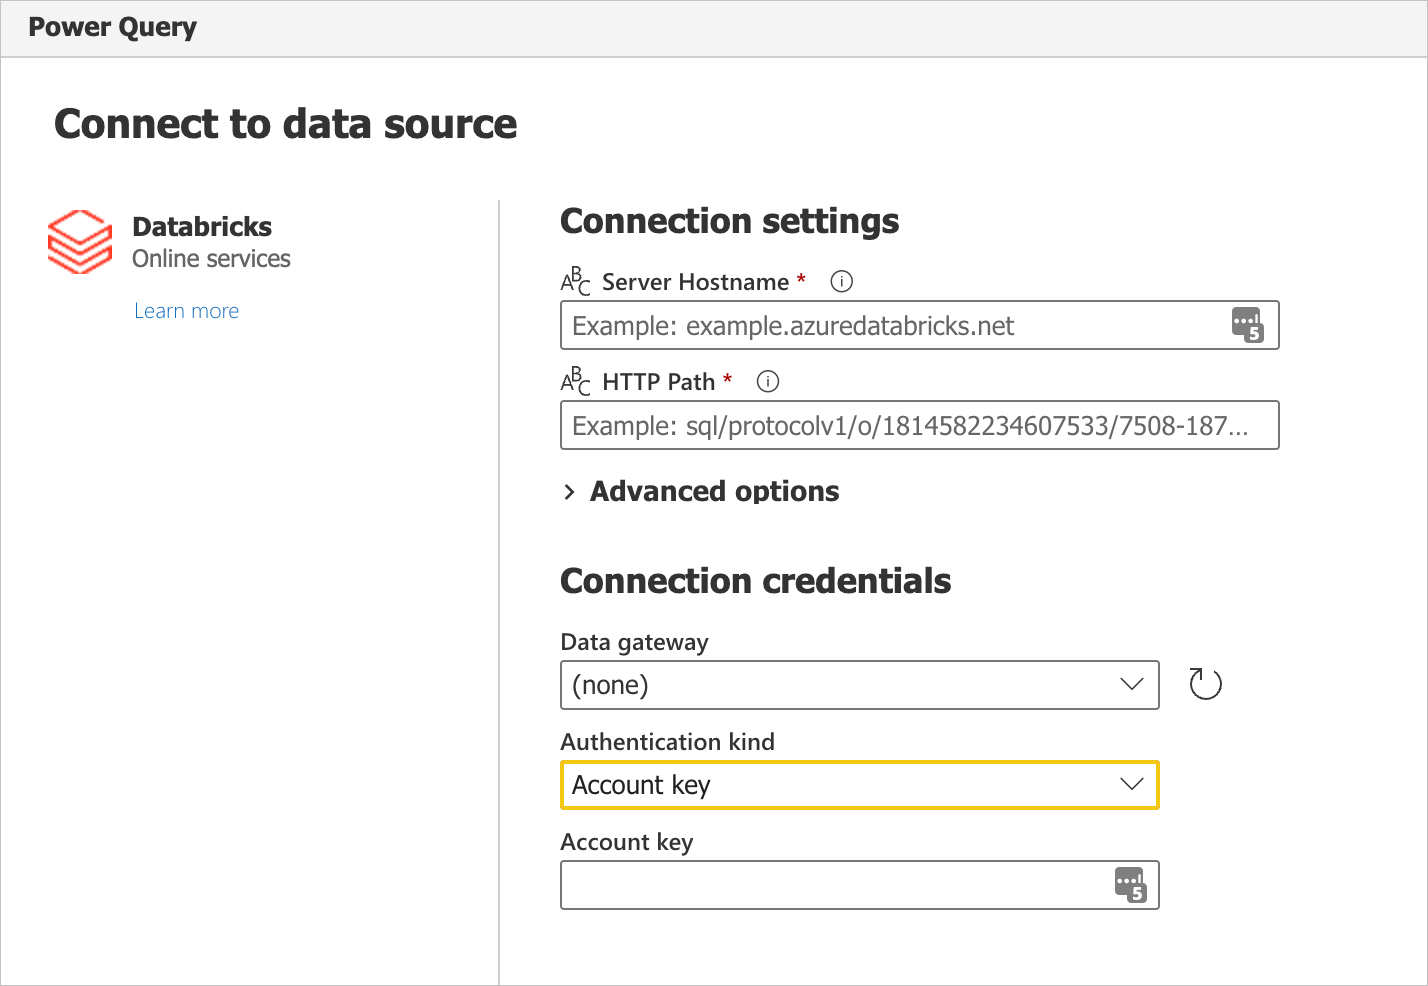 Power Query
Connect to data source
Databricks
Online services
Learn more
Connection settings
ABC Server Hostname *
Example: example.azuredatabricks.net
5
ABC HTTP Path *
Example: sql/protocolv1/o/1814582234607533/7508-187...
Advanced options
Connection credentials
Data gateway
(none)
Authentication kind
Account key
Account key
5